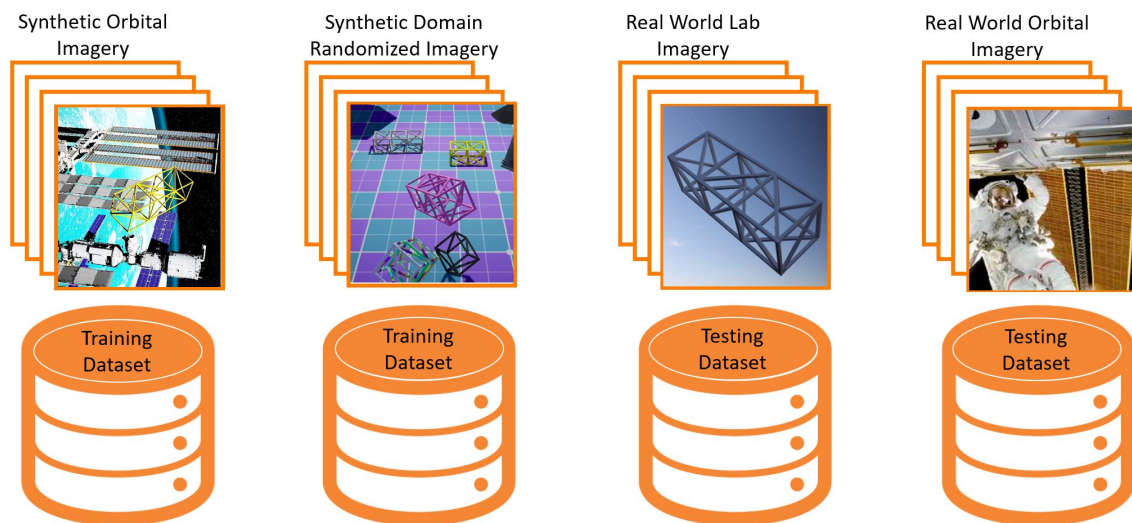 Synthetic Orbital
Imagery
Synthetic Domain
Randomized Imagery
Real World Lab
Imagery
Real World Orbital
Imagery
Training
Dataset
Training
Dataset
Testing
Dataset
Testing
Dataset